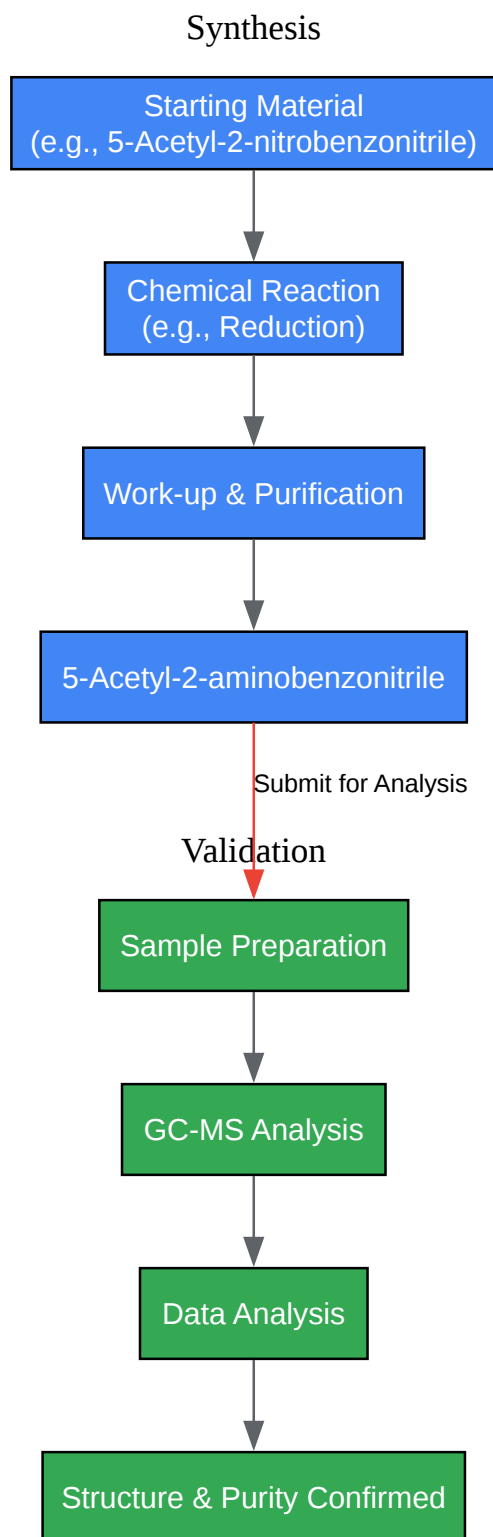 Synthesis
Starting Material
(e.g., 5-Acetyl-2-nitrobenzonitrile)
Chemical Reaction
(e.g., Reduction)
Work-up & Purification
5-Acetyl-2-aminobenzonitrile
Submit for Analysis
Validation
Sample Preparation
GC-MS Analysis
Data Analysis
Structure & Purity Confirmed